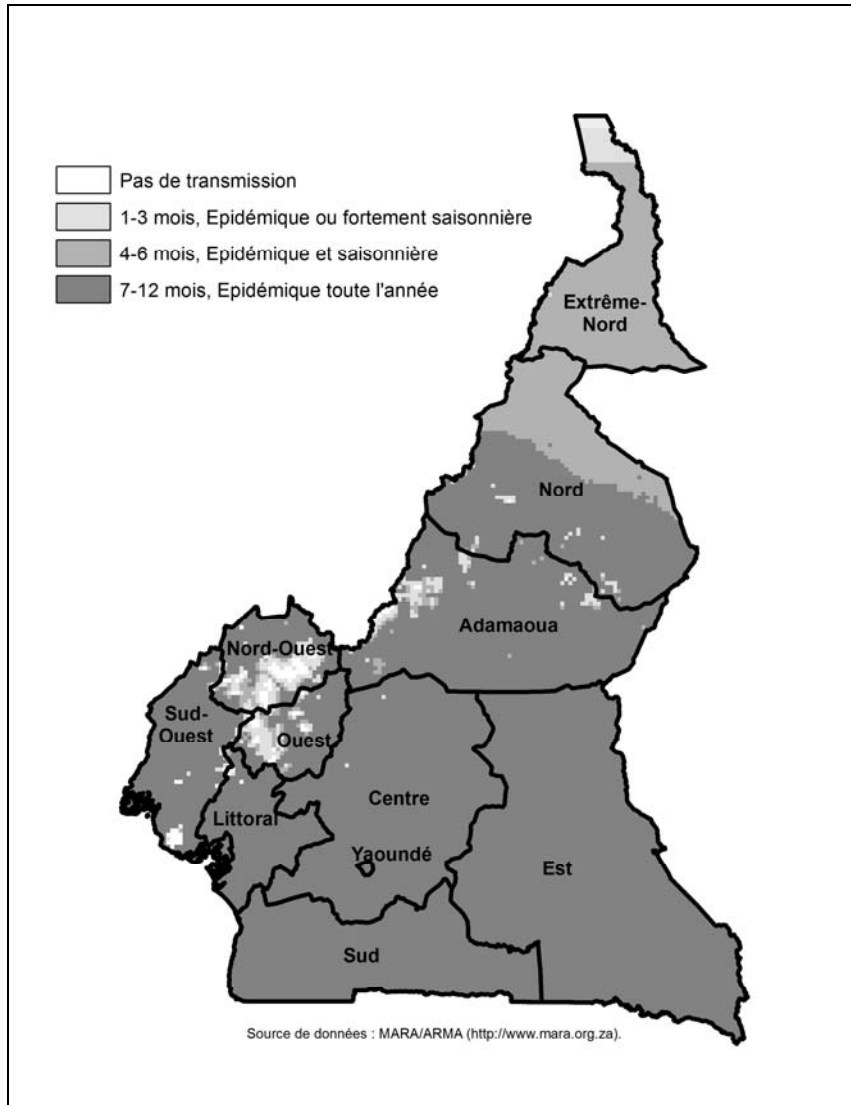 Pas de transmission
1-3 mois, Epidémique ou fortement saisonnière
4-6 mois, Epidémique et saisonnière
7-12 mois, Epidémique toute l'année
Extrême-
Nord
Nord
Adamaoua
Nord-Ouest
Sud-
Ouest
Ouest
Centre
Littoral
Yaoundé
Est
Sud
Source de données : MARA/ARMA (http://www.mara.org.za).